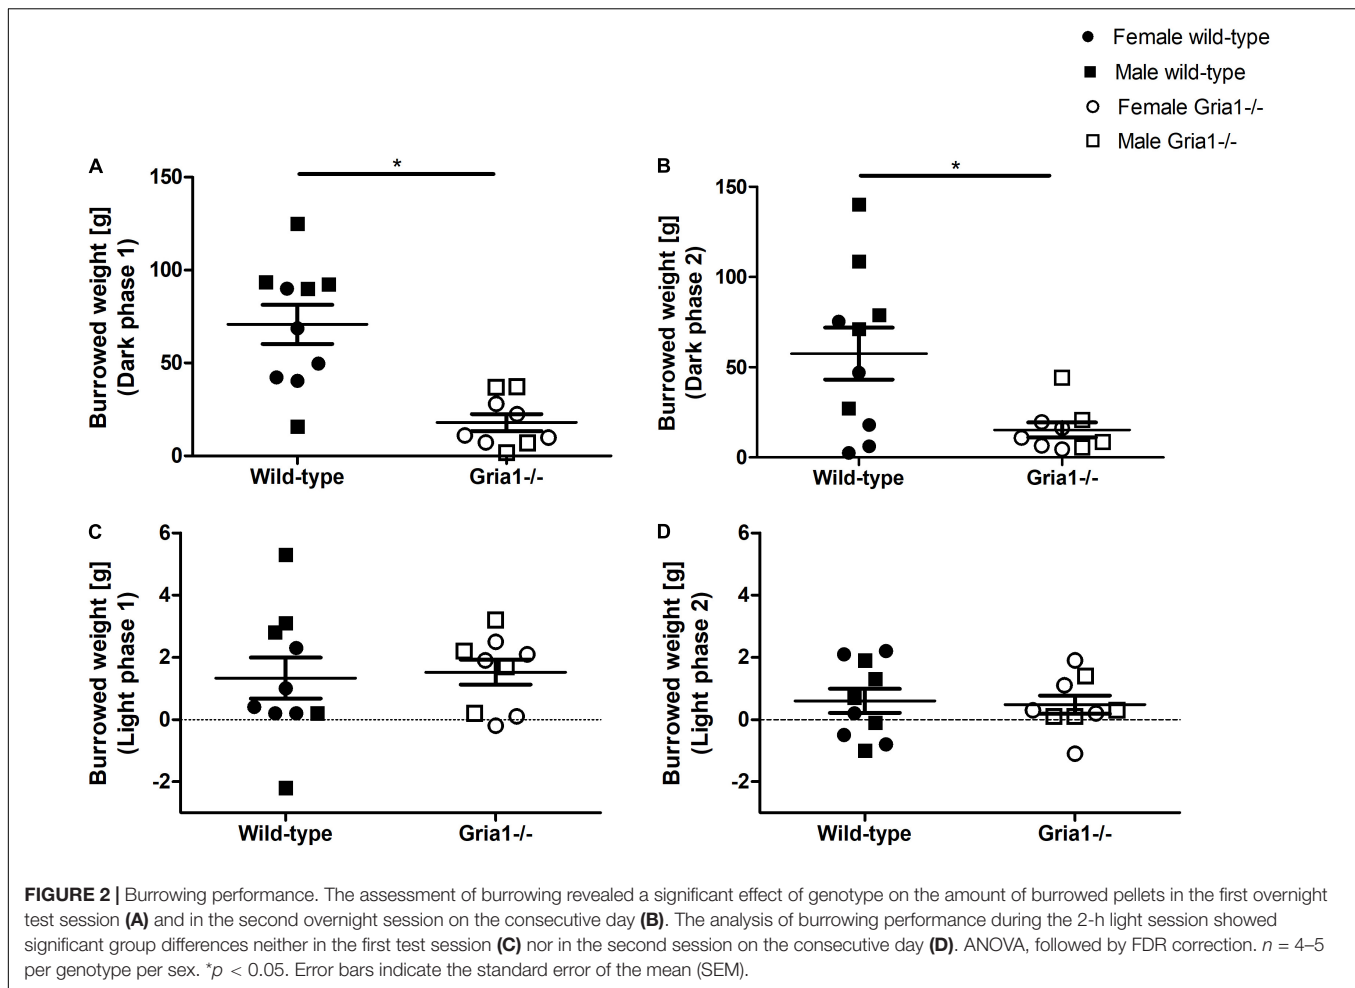 Female wild-type
Male wild-type
Female Gria1-/-
Male Gria1-/-
A
*
150
100
50
0
Burrowed weight [g]
(Dark phase 1)
Wild-type
Gria1-/-
B
*
150
100
50
0
Burrowed weight [g]
(Dark phase 2)
Wild-type
Gria1-/-
C
6
4
2
0
-2
Burrowed weight [g]
(Light phase 1)
Wild-type
Gria1-/-
D
6
4
2
0
-2
Burrowed weight [g]
(Light phase 2)
Wild-type
Gria1-/-
FIGURE 2 | Burrowing performance. The assessment of burrowing revealed a significant effect of genotype on the amount of burrowed pellets in the first overnight
test session (A) and in the second overnight session on the consecutive day (B). The analysis of burrowing performance during the 2-h light session showed
significant group differences neither in the first test session (C) nor in the second session on the consecutive day (D). ANOVA, followed by FDR correction. n = 4–5
per genotype per sex. *p < 0.05. Error bars indicate the standard error of the mean (SEM).